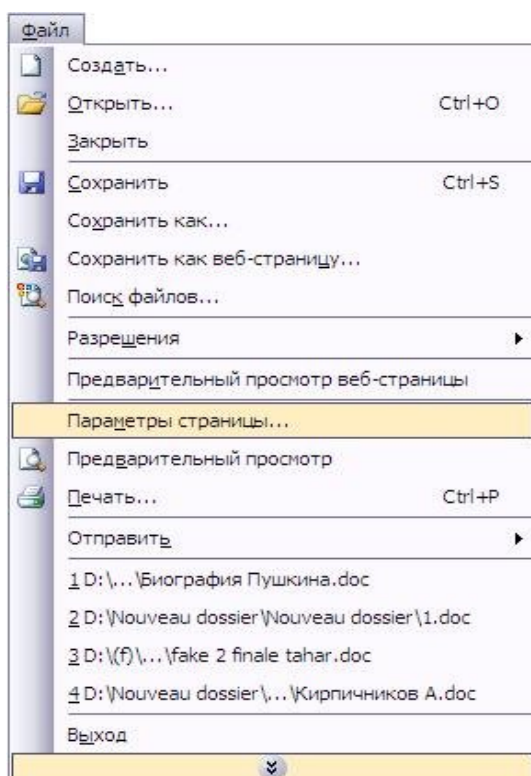 Файл
Создать...
Открыть... Ctrl+O
Закрыть
Сохранить Ctrl+S
Сохранить как...
Сохранить как веб-страницу...
Поиск файлов...
Разрешения
Предварительный просмотр веб-страницы
Параметры страницы...
Предварительный просмотр
Печать... Ctrl+P
Отправить
1 D:\...\Биография Пушкина.doc
2 D:\Nouveau dossier\Nouveau dossier\1.doc
3 D:\(f)\...\fake 2 finale tahar.doc
4 D:\Nouveau dossier\...\Кирпичников А.doc
Выход